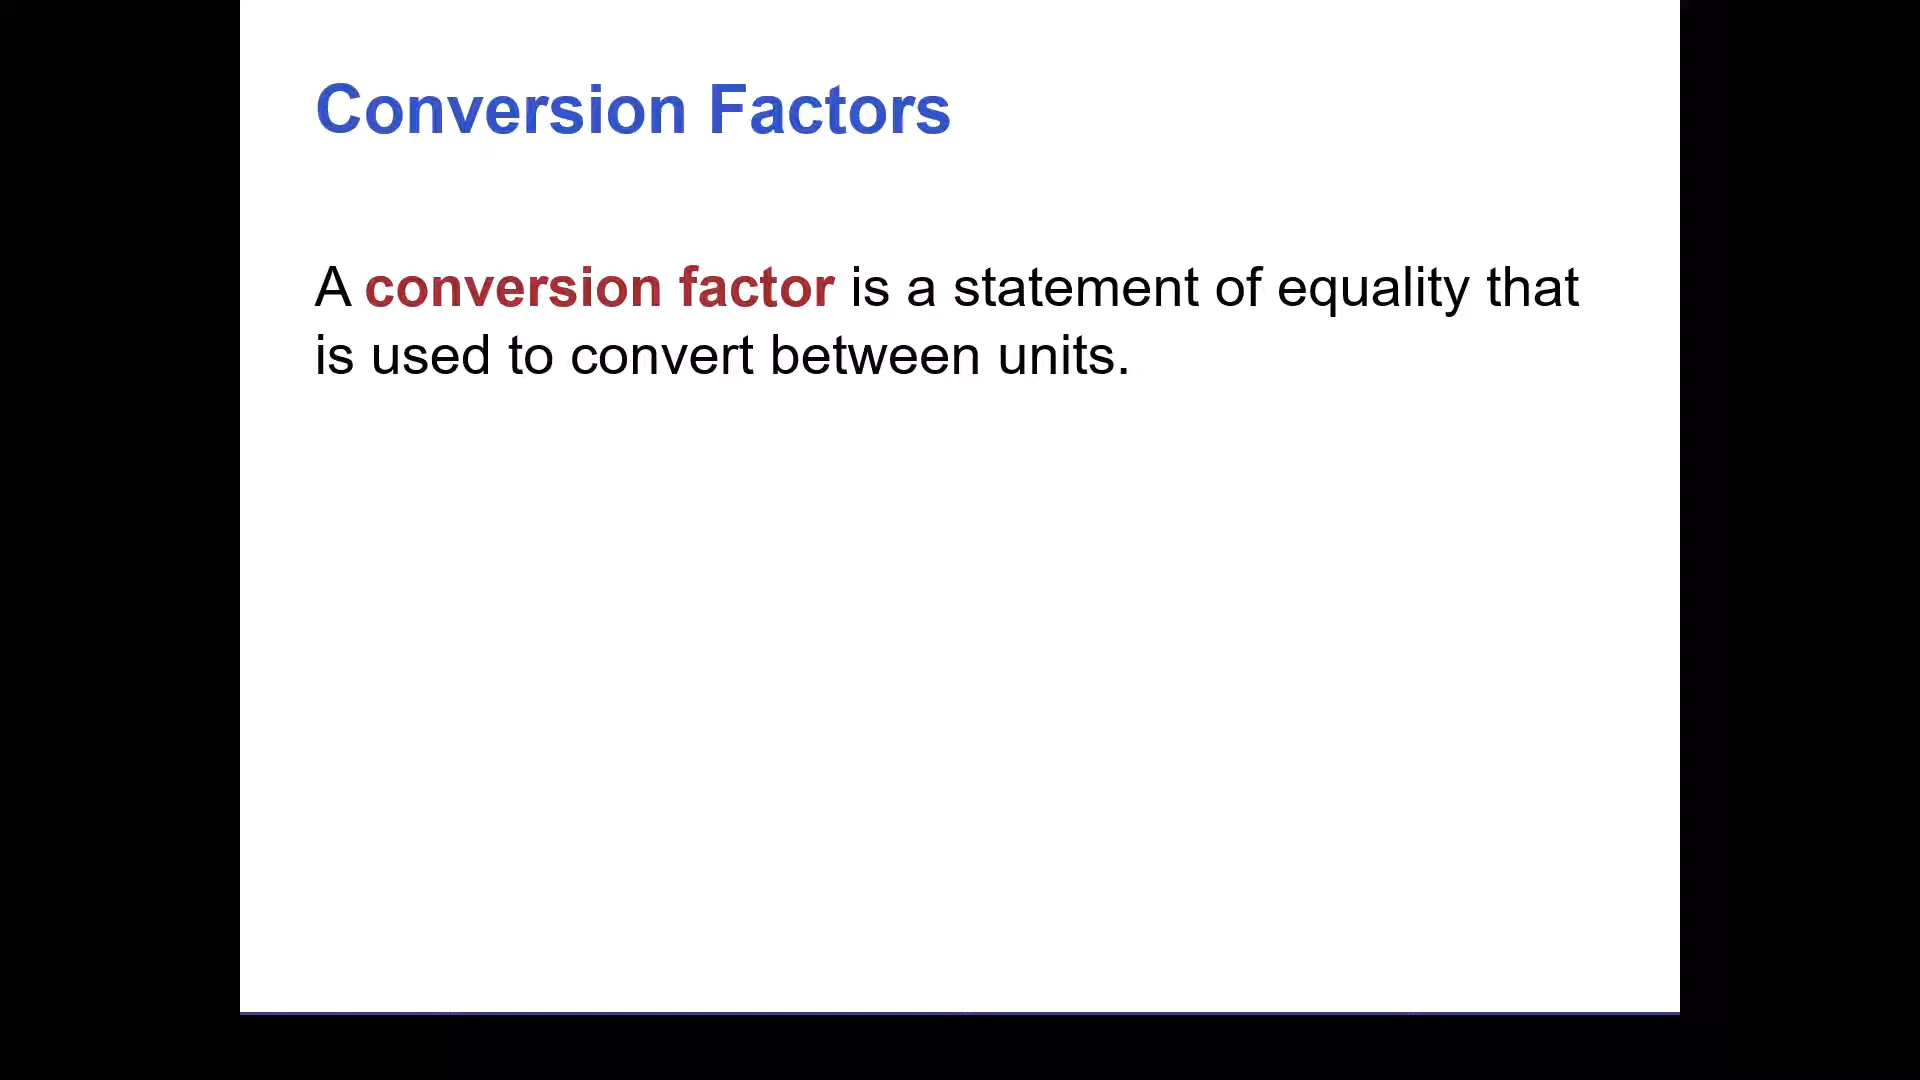 Conversion Factors
A conversion factor is a statement of equality that
is used to convert between units.